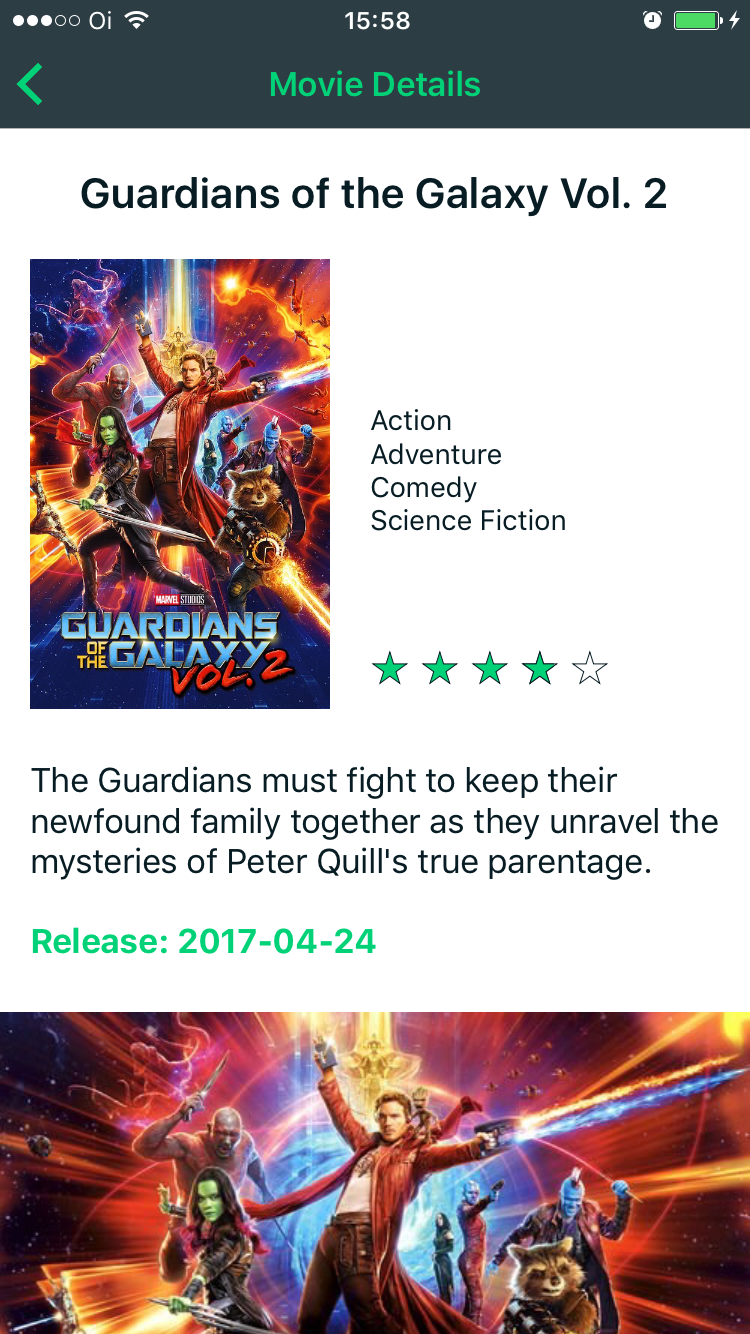 Oi 15:58
Movie Details
Guardians of the Galaxy Vol. 2
MARVEL STUDIOS
GUARDIANS
OF THE GALAXY
VOL. 2
Action
Adventure
Comedy
Science Fiction
The Guardians must fight to keep their
newfound family together as they unravel the
mysteries of Peter Quill's true parentage.
Release: 2017-04-24